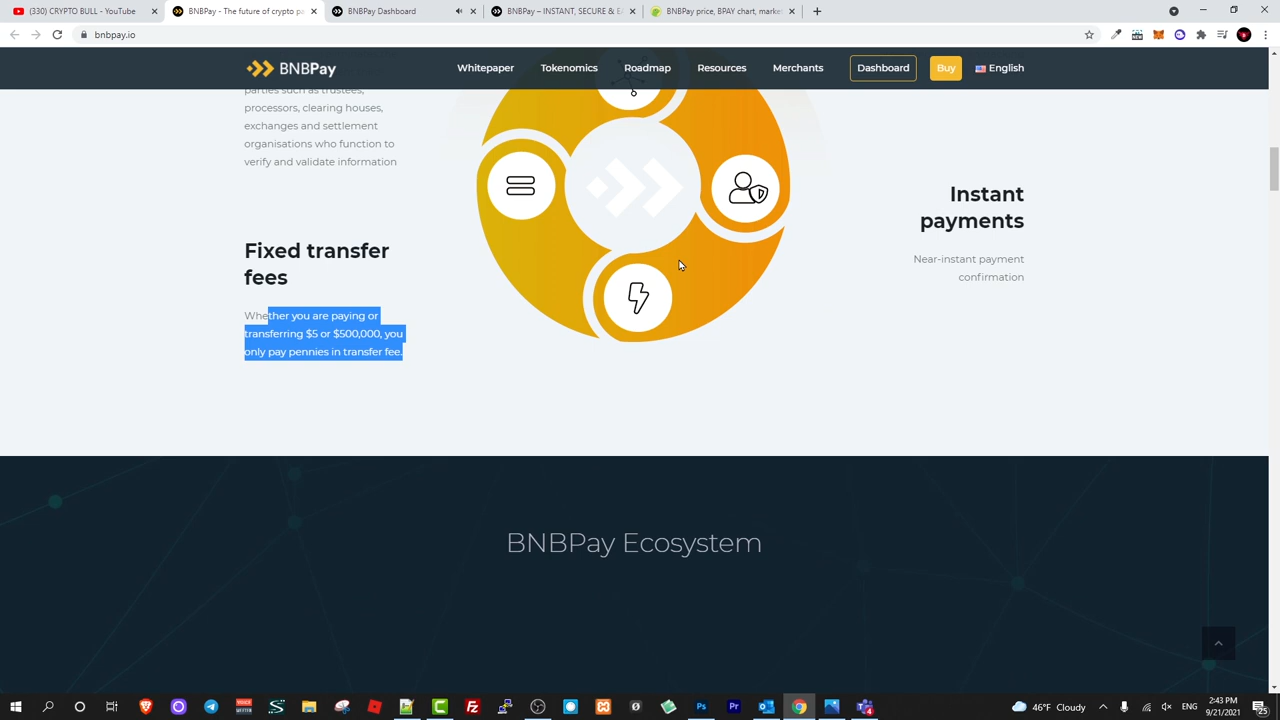 (330) CRYPTO BULL - YouTube
BNBPay - The future of crypto pa
BNBPay Dashboard
BNBPay – INSTANT, SECURE & EA
BNBPay price, BPAY chart, marke
bnbpay.io
BNBPay
Whitepaper
Tokenomics
Roadmap
Resources
Merchants
Dashboard
Buy
English
parties such as trustees,
processors, clearing houses,
exchanges and settlement
organisations who function to
verify and validate information
Fixed transfer
fees
Whether you are paying or
transferring $5 or $500,000, you
only pay pennies in transfer fee.
Instant
payments
Near-instant payment
confirmation
BNBPay Ecosystem
46°F Cloudy
2:43 PM
9/21/2021
25